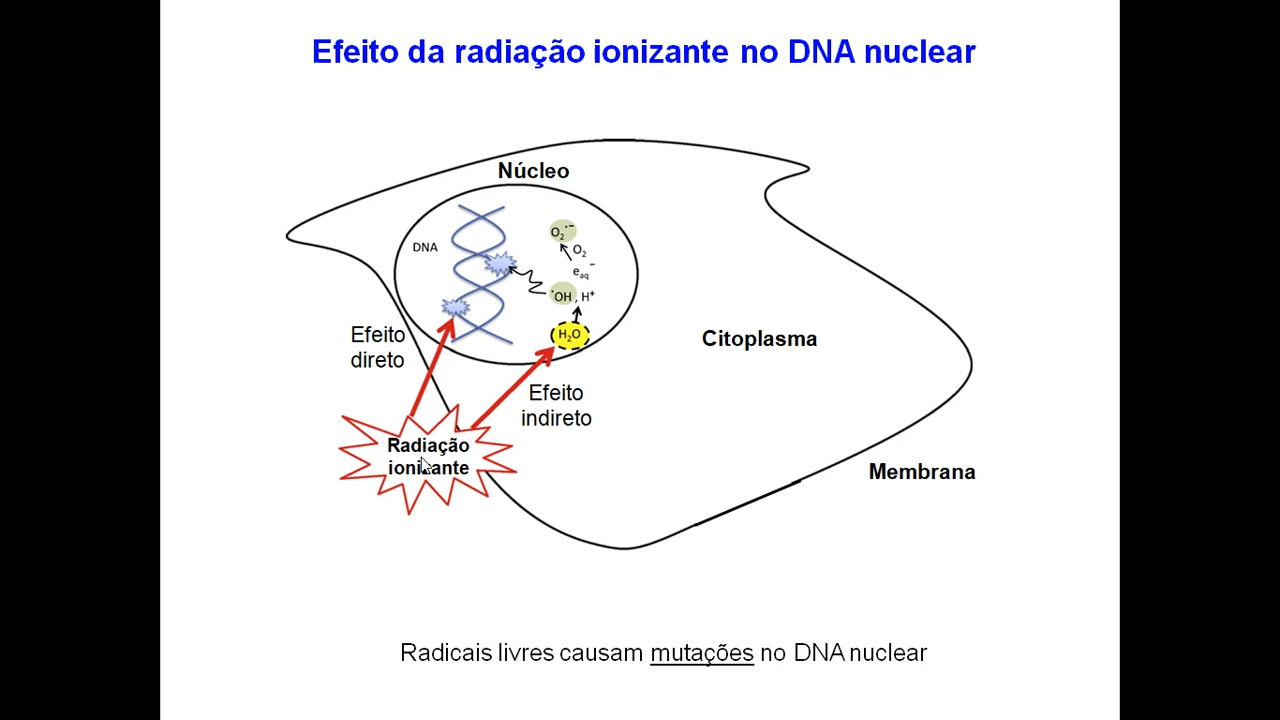 Efeito da radiação ionizante no DNA nuclear
Núcleo
DNA
O₂•−
O₂
eaq−
•OH, H⁺
H₂O
Efeito
direto
Citoplasma
Efeito
indireto
Radiação
ionizante
Membrana
Radicais livres causam mutações no DNA nuclear